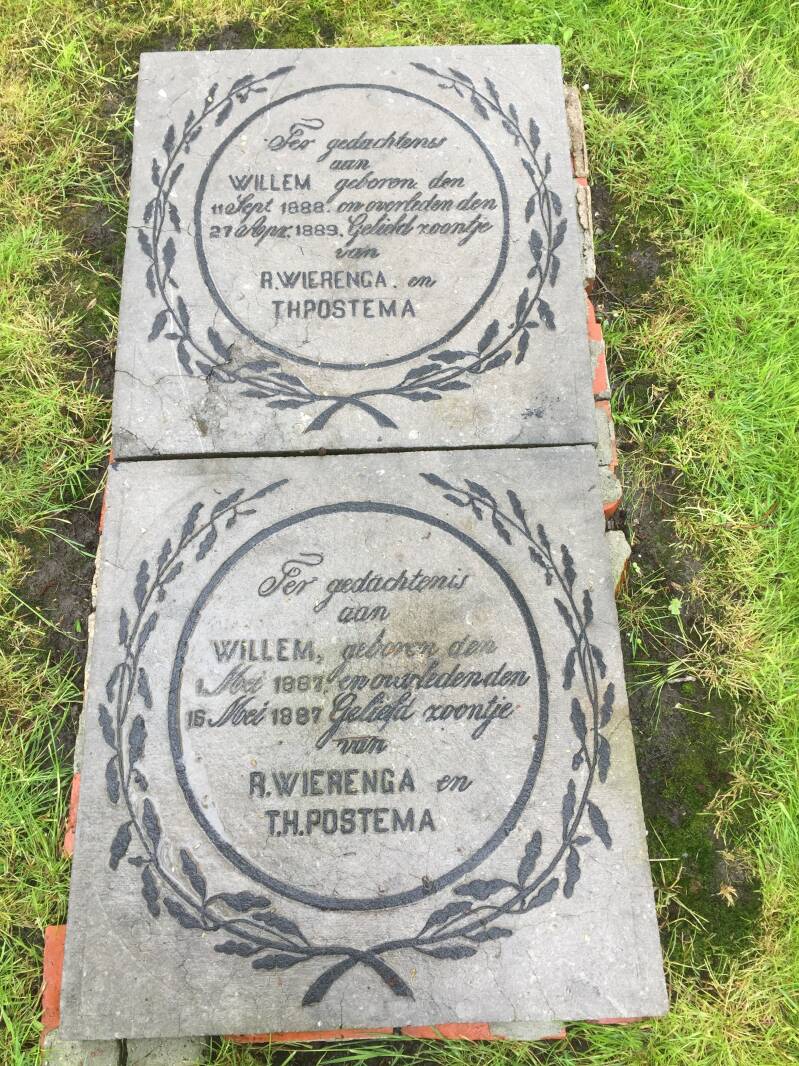 Ter gedachtenis
aan
WILLEM geboren den
11 Sept 1888. en overleden den
27 Apr. 1889. Geliefd zoontje
van
R. WIERENGA. en
TH POSTEMA
Ter gedachtenis
aan
WILLEM, geboren den
1 Mei 1887, en overleden den
15 Mei 1887 Geliefd zoontje
van
R. WIERENGA en
T.H. POSTEMA